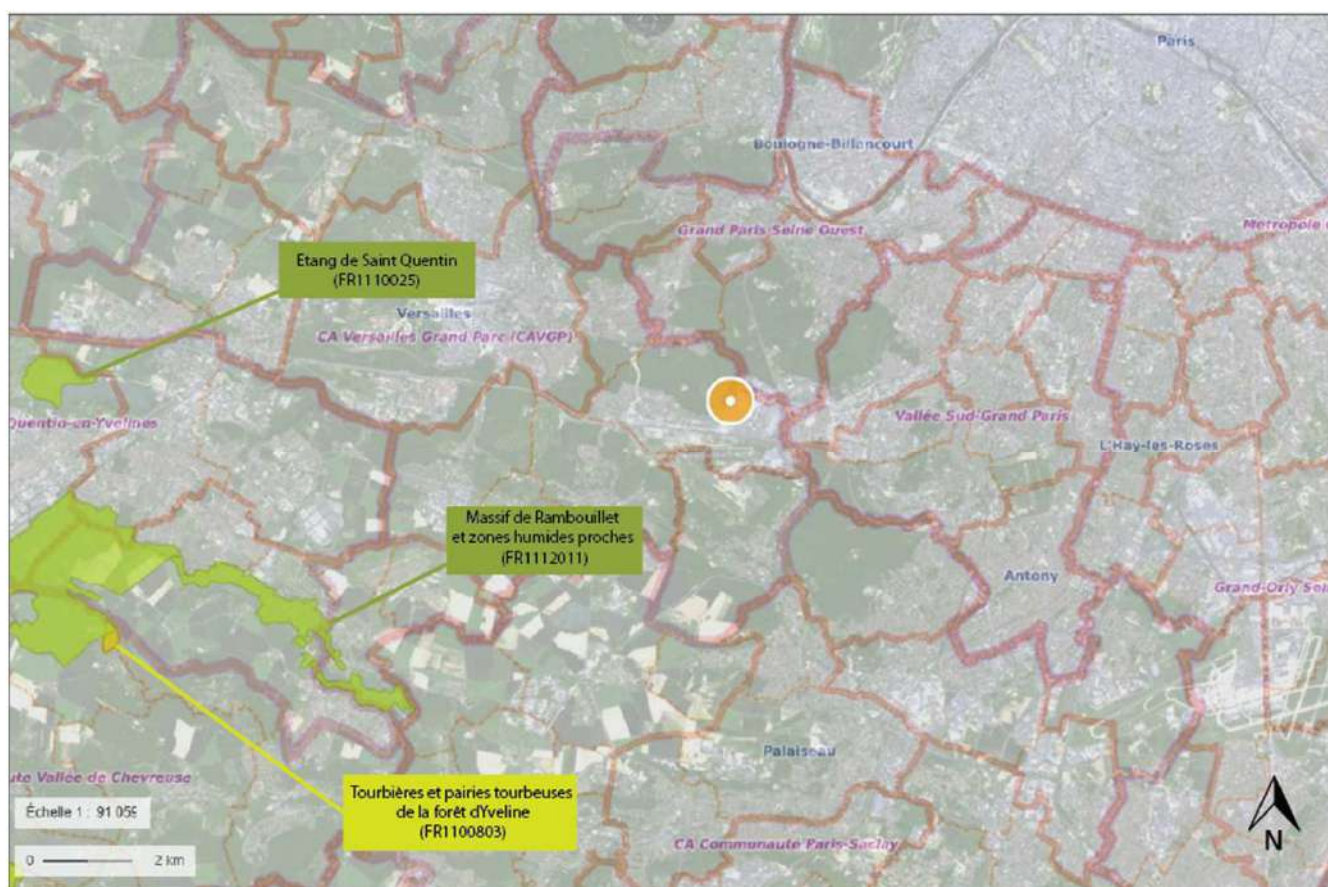 Paris
Boulogne-Billancourt
Grand Paris Seine Ouest
Etang de Saint Quentin
(FR1110025)
Versailles
CA Versailles Grand Parc (CAVGP)
Quentin-en-Yvelines
Vallée Sud-Grand Paris
L'Haÿ-les-Roses
Massif de Rambouillet
et zones humides proches
(FR1112011)
Antony
Grand-Orly
Palaiseau
ute Vallée de Chevreuse
Tourbières et pairies tourbeuses
de la forêt d'Yveline
(FR1100803)
Échelle 1 : 91 059
0 2 km
CA Communauté Paris-Saclay
N